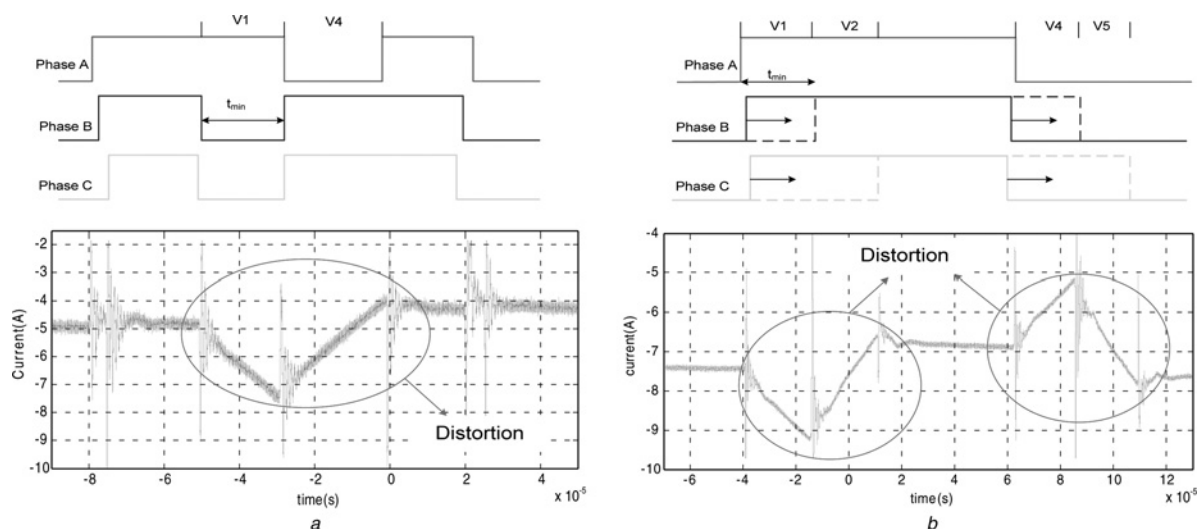 V1 V4
Phase A
Phase B
tmin
Phase C
Current(A)
-2
-3
-4
-5
-6
-7
-8
-9
-10
Distortion
-8 -6 -4 -2 0 2 4
x 10-5
time(s)
a
V1 V2 V4 V5
Phase A
tmin
Phase B
Phase C
current(A)
-4
-5
-6
-7
-8
-9
-10
Distortion
-6 -4 -2 0 2 4 6 8 10 12
x 10-5
time(s)
b